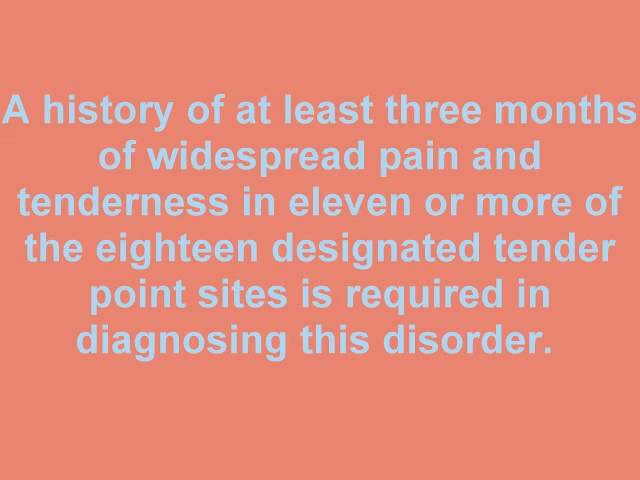 A history of at least three months
of widespread pain and
tenderness in eleven or more of
the eighteen designated tender
point sites is required in
diagnosing this disorder.